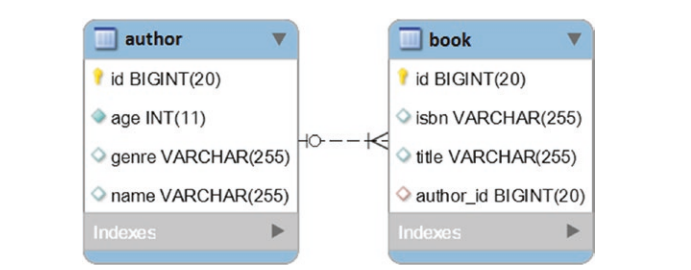 author
id BIGINT(20)
age INT(11)
genre VARCHAR(255)
name VARCHAR(255)
Indexes
book
id BIGINT(20)
isbn VARCHAR(255)
title VARCHAR(255)
author_id BIGINT(20)
Indexes